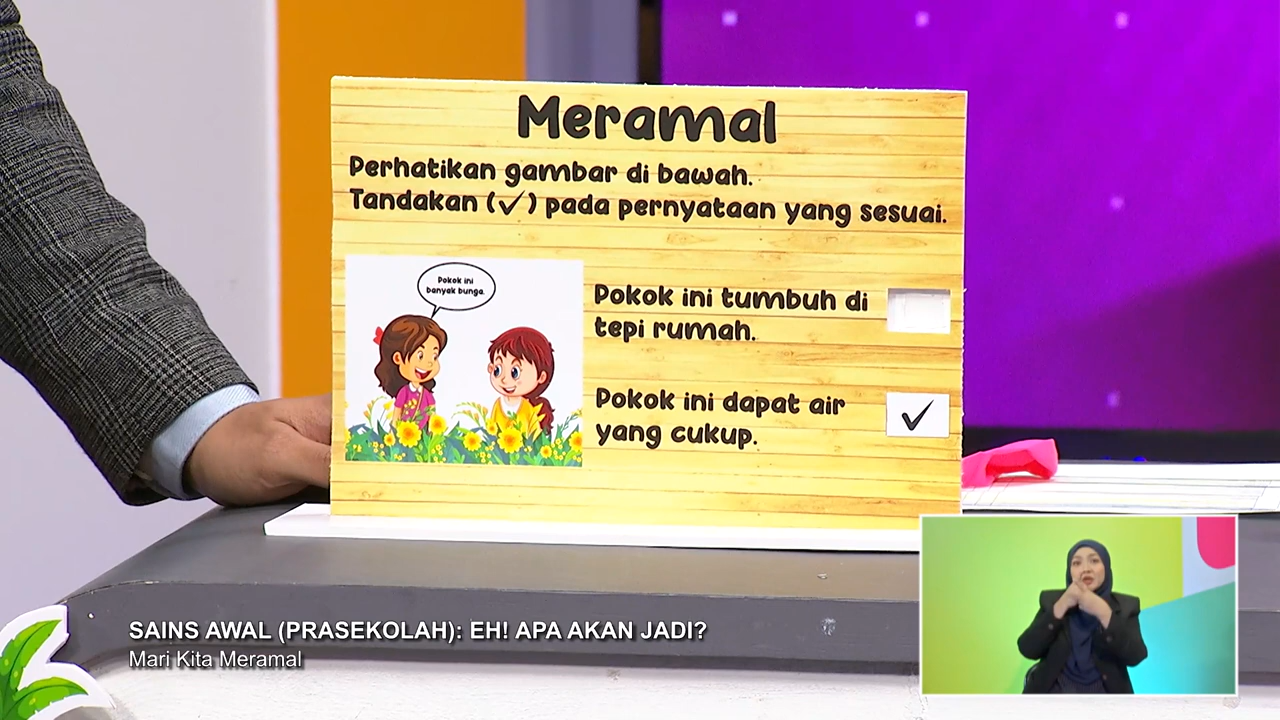 Meramal
Perhatikan gambar di bawah.
Tandakan (✓) pada pernyataan yang sesuai.
Pokok ini
banyak bunga.
Pokok ini tumbuh di
tepi rumah.
Pokok ini dapat air
yang cukup.
✓
SAINS AWAL (PRASEKOLAH): EH! APA AKAN JADI?
Mari Kita Meramal